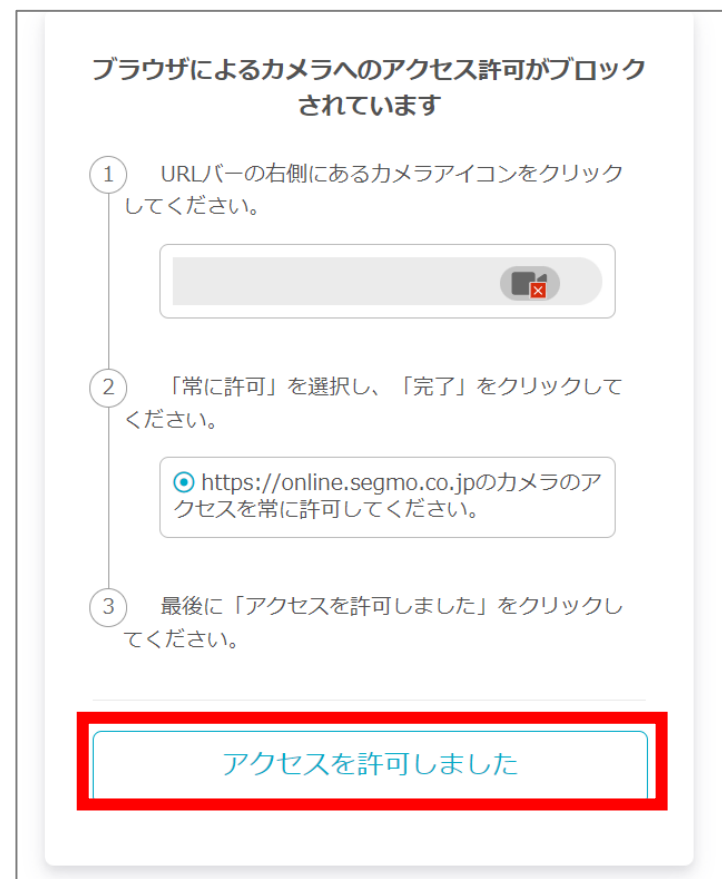 ブラウザによるカメラへのアクセス許可がブロック
されています
1 URLバーの右側にあるカメラアイコンをクリック
してください。
2 「常に許可」を選択し、「完了」をクリックして
ください。
https://online.segmo.co.jpのカメラのア
クセスを常に許可してください。
3 最後に「アクセスを許可しました」をクリックし
てください。
アクセスを許可しました